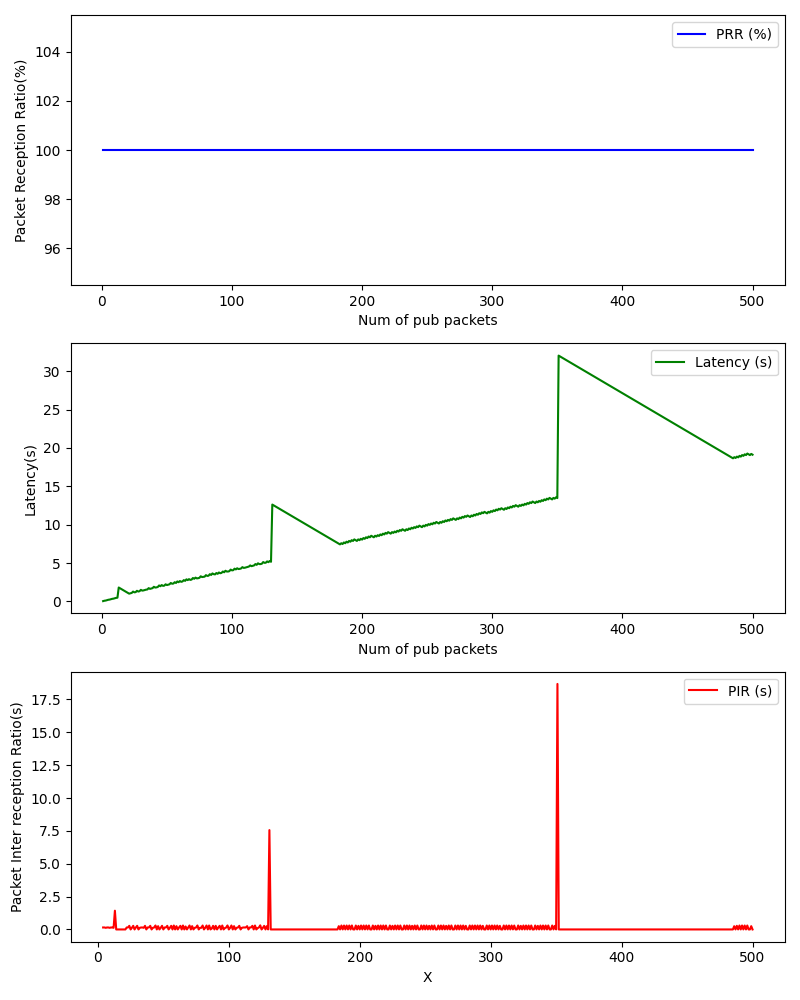 PRR (%)
Packet Reception Ratio(%)
104
102
100
98
96
0 100 200 300 400 500
Num of pub packets
Latency (s)
Latency(s)
30
25
20
15
10
5
0
0 100 200 300 400 500
Num of pub packets
PIR (s)
Packet Inter reception Ratio(s)
17.5
15.0
12.5
10.0
7.5
5.0
2.5
0.0
0 100 200 300 400 500
X